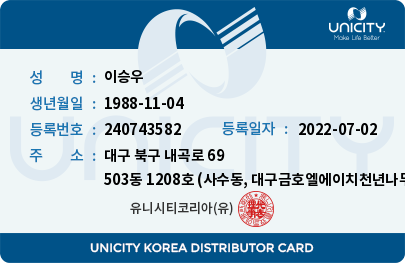 UNICITY
Make Life Better
성 명 : 이승우
생년월일 : 1988-11-04
등록번호 : 240743582 등록일자 : 2022-07-02
주 소 : 대구 북구 내곡로 69
503동 1208호 (사수동, 대구금호엘에이치천년나무
유니시티코리아(유)
UNICITY KOREA DISTRIBUTOR CARD